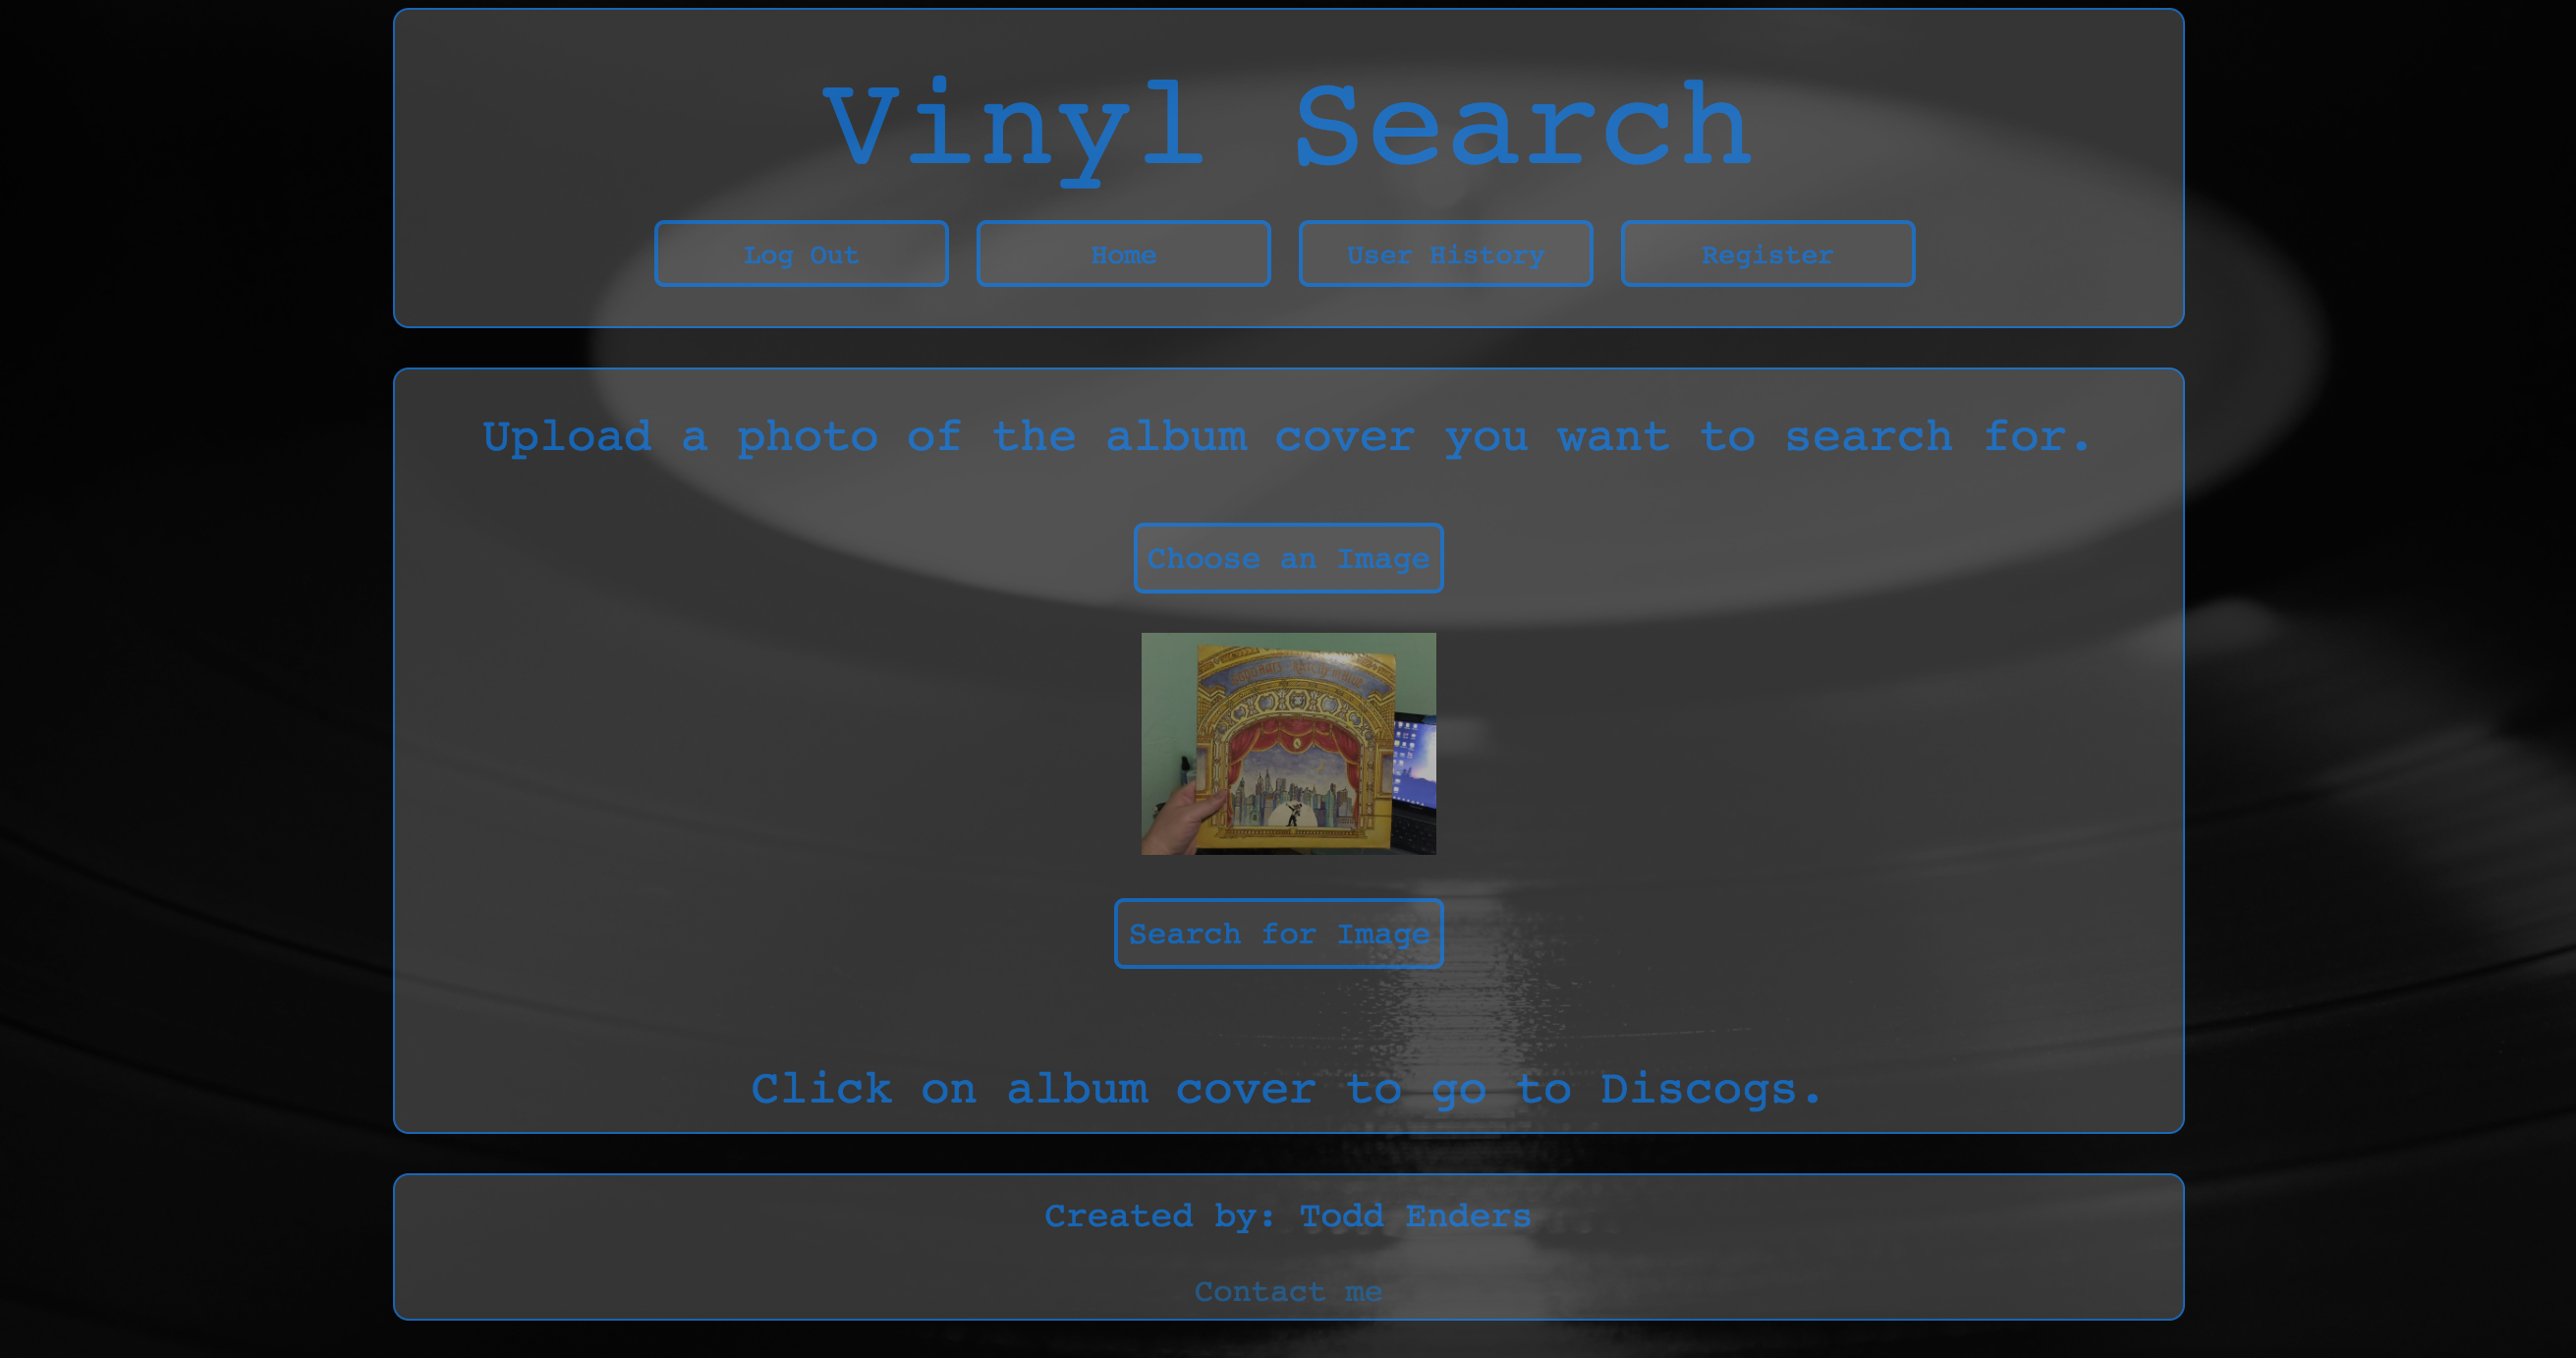 Vinyl Search
Log Out
Home
User History
Register
Upload a photo of the album cover you want to search for.
Choose an Image
Search for Image
Click on album cover to go to Discogs.
Created by: Todd Enders
Contact me